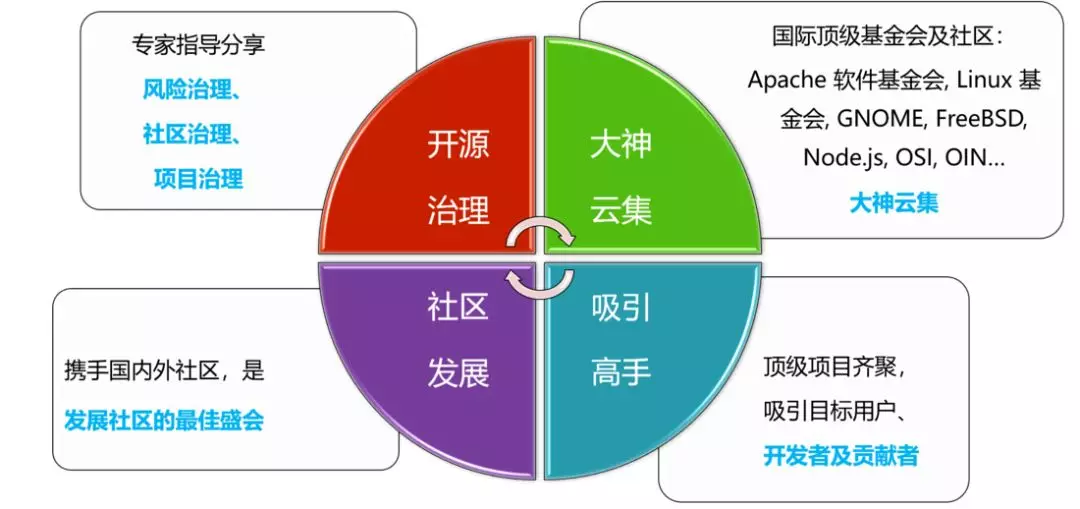 专家指导分享
风险治理、
社区治理、
项目治理
开源
治理
大神
云集
国际顶级基金会及社区：
Apache 软件基金会, Linux 基
金会, GNOME, FreeBSD,
Node.js, OSI, OIN...
大神云集
社区
发展
携手国内外社区，是
发展社区的最佳盛会
吸引
高手
顶级项目齐聚，
吸引目标用户、
开发者及贡献者